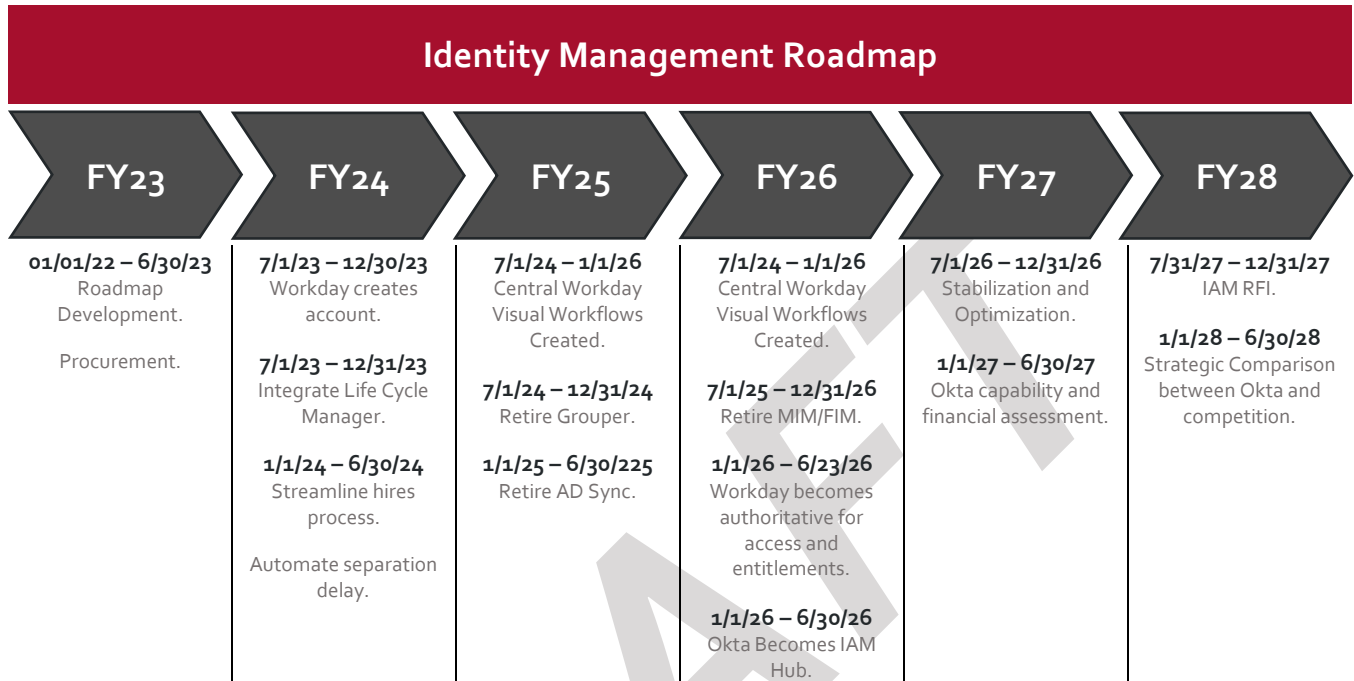 Identity Management Roadmap
FY23
FY24
FY25
FY26
FY27
FY28
01/01/22 – 6/30/23
Roadmap
Development.
Procurement.
7/1/23 – 12/30/23
Workday creates
account.
7/1/23 – 12/31/23
Integrate Life Cycle
Manager.
1/1/24 – 6/30/24
Streamline hires
process.
Automate separation
delay.
7/1/24 – 1/1/26
Central Workday
Visual Workflows
Created.
7/1/24 – 12/31/24
Retire Grouper.
1/1/25 – 6/30/225
Retire AD Sync.
7/1/24 – 1/1/26
Central Workday
Visual Workflows
Created.
7/1/25 – 12/31/26
Retire MIM/FIM.
1/1/26 – 6/23/26
Workday becomes
authoritative for
access and
entitlements.
1/1/26 – 6/30/26
Okta Becomes IAM
Hub.
7/1/26 – 12/31/26
Stabilization and
Optimization.
1/1/27 – 6/30/27
Okta capability and
financial assessment.
7/31/27 – 12/31/27
IAM RFI.
1/1/28 – 6/30/28
Strategic Comparison
between Okta and
competition.
AFT